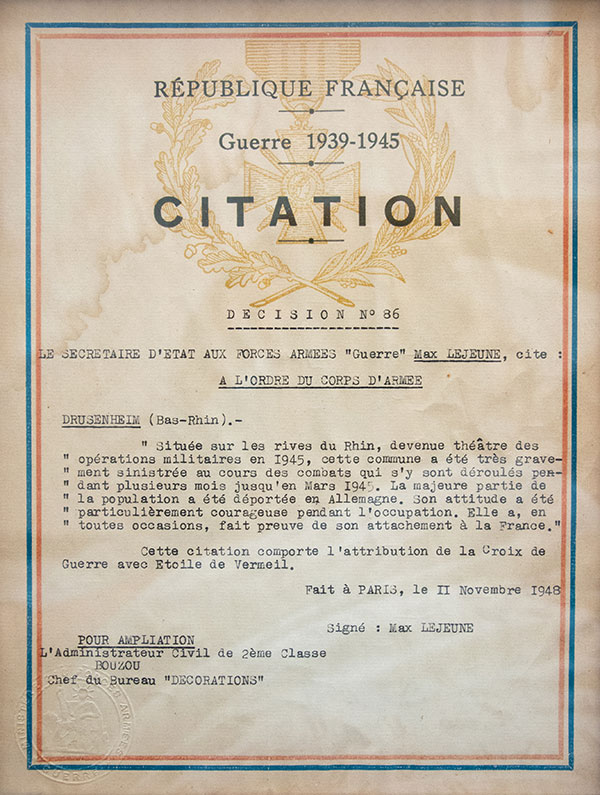 RÉPUBLIQUE FRANÇAISE
Guerre 1939-1945
CITATION
DECISION No 86
LE SECRETAIRE D'ETAT AUX FORCES ARMEES "Guerre" Max LEJEUNE, cite :
A L'ORDRE DU CORPS D'ARMEE
DRUSENHEIM (Bas-Rhin).-
" Située sur les rives du Rhin, devenue théâtre des
" opérations militaires en I945, cette commune a été très grave-
" ment sinistrée au cours des combats qui s'y sont déroulés pen-
" dant plusieurs mois jusqu'en Mars I945. La majeure partie de
" la population a été déportée en Allemagne. Son attitude a été
" particulièrement courageuse pendant l'occupation. Elle a, en
" toutes occasions, fait preuve de son attachement à la France."
Cette citation comporte l'attribution de la Croix de
Guerre avec Etoile de Vermeil.
Fait à PARIS, le II Novembre I948
Signé : Max LEJEUNE
POUR AMPLIATION
L'Administrateur Civil de 2ème Classe
BOUZOU
Chef du Bureau "DECORATIONS"